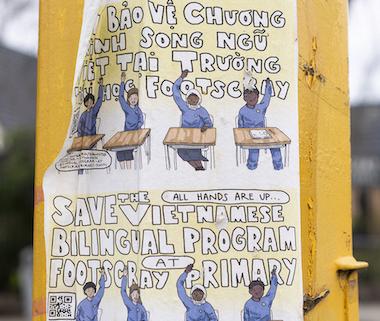 BẢO VỆ CHƯƠNG
SONG NGỮ
TẠI TRƯỜNG
FOOTSCRAY
ALL HANDS ARE UP...
SAVE THE VIETNAMESE
BILINGUAL PROGRAM
FOOTSCRAY AT PRIMARY